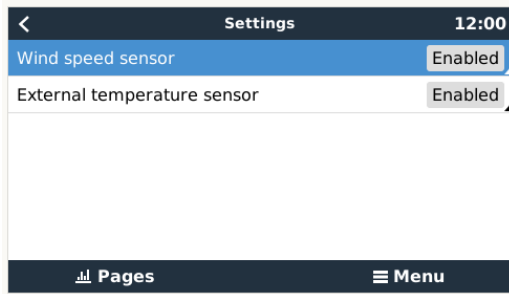 Settings 12:00
Wind speed sensor Enabled
External temperature sensor Enabled
Pages Menu